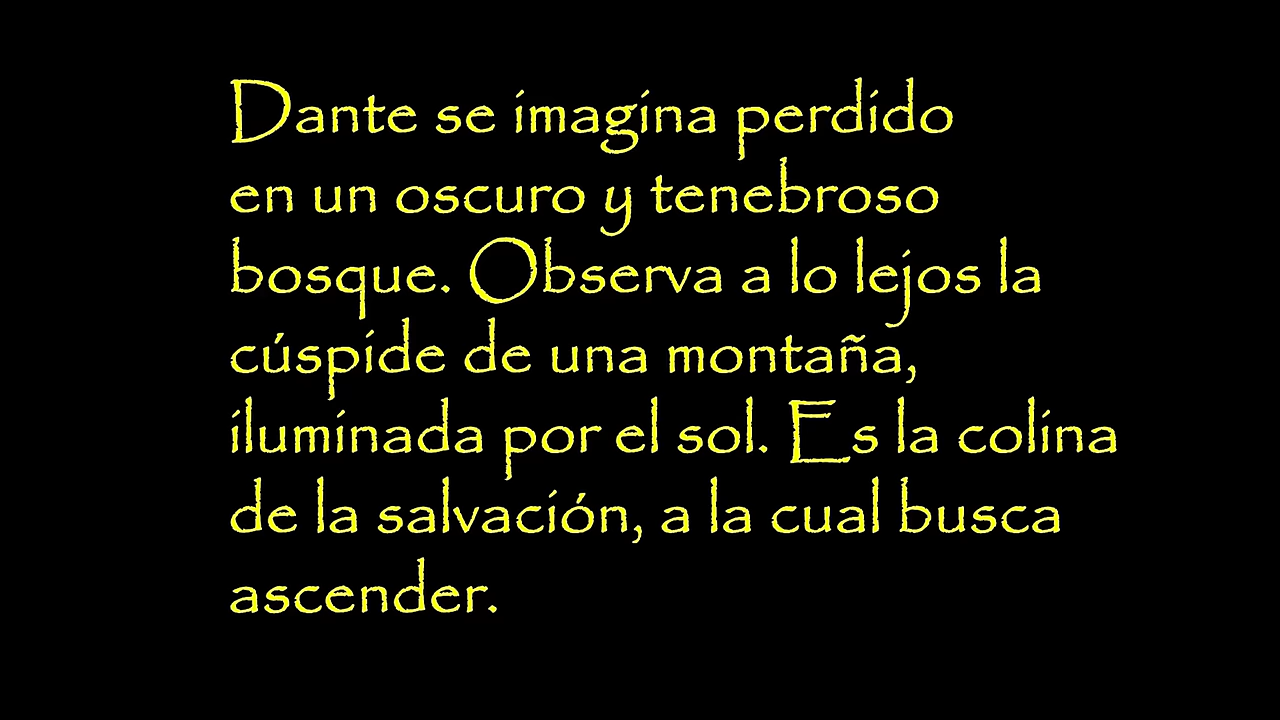 Dante se imagina perdido
en un oscuro y tenebroso
bosque. Observa a lo lejos la
cúspide de una montaña,
iluminada por el sol. Es la colina
de la salvación, a la cual busca
ascender.